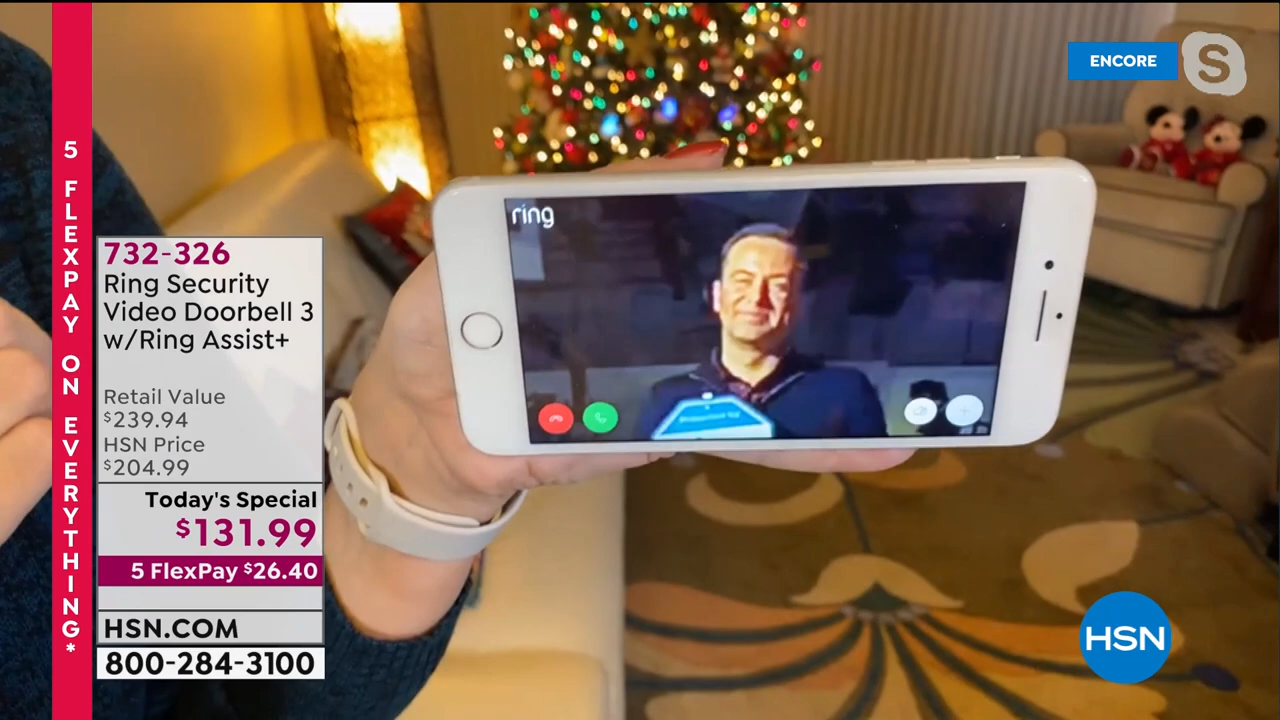 5 FLEXPAY ON EVERYTHING*
732-326
Ring Security
Video Doorbell 3
w/Ring Assist+
Retail Value
$239.94
HSN Price
$204.99
Today's Special
$131.99
5 FlexPay $26.40
HSN.COM
800-284-3100
ring
ENCORE
S
HSN